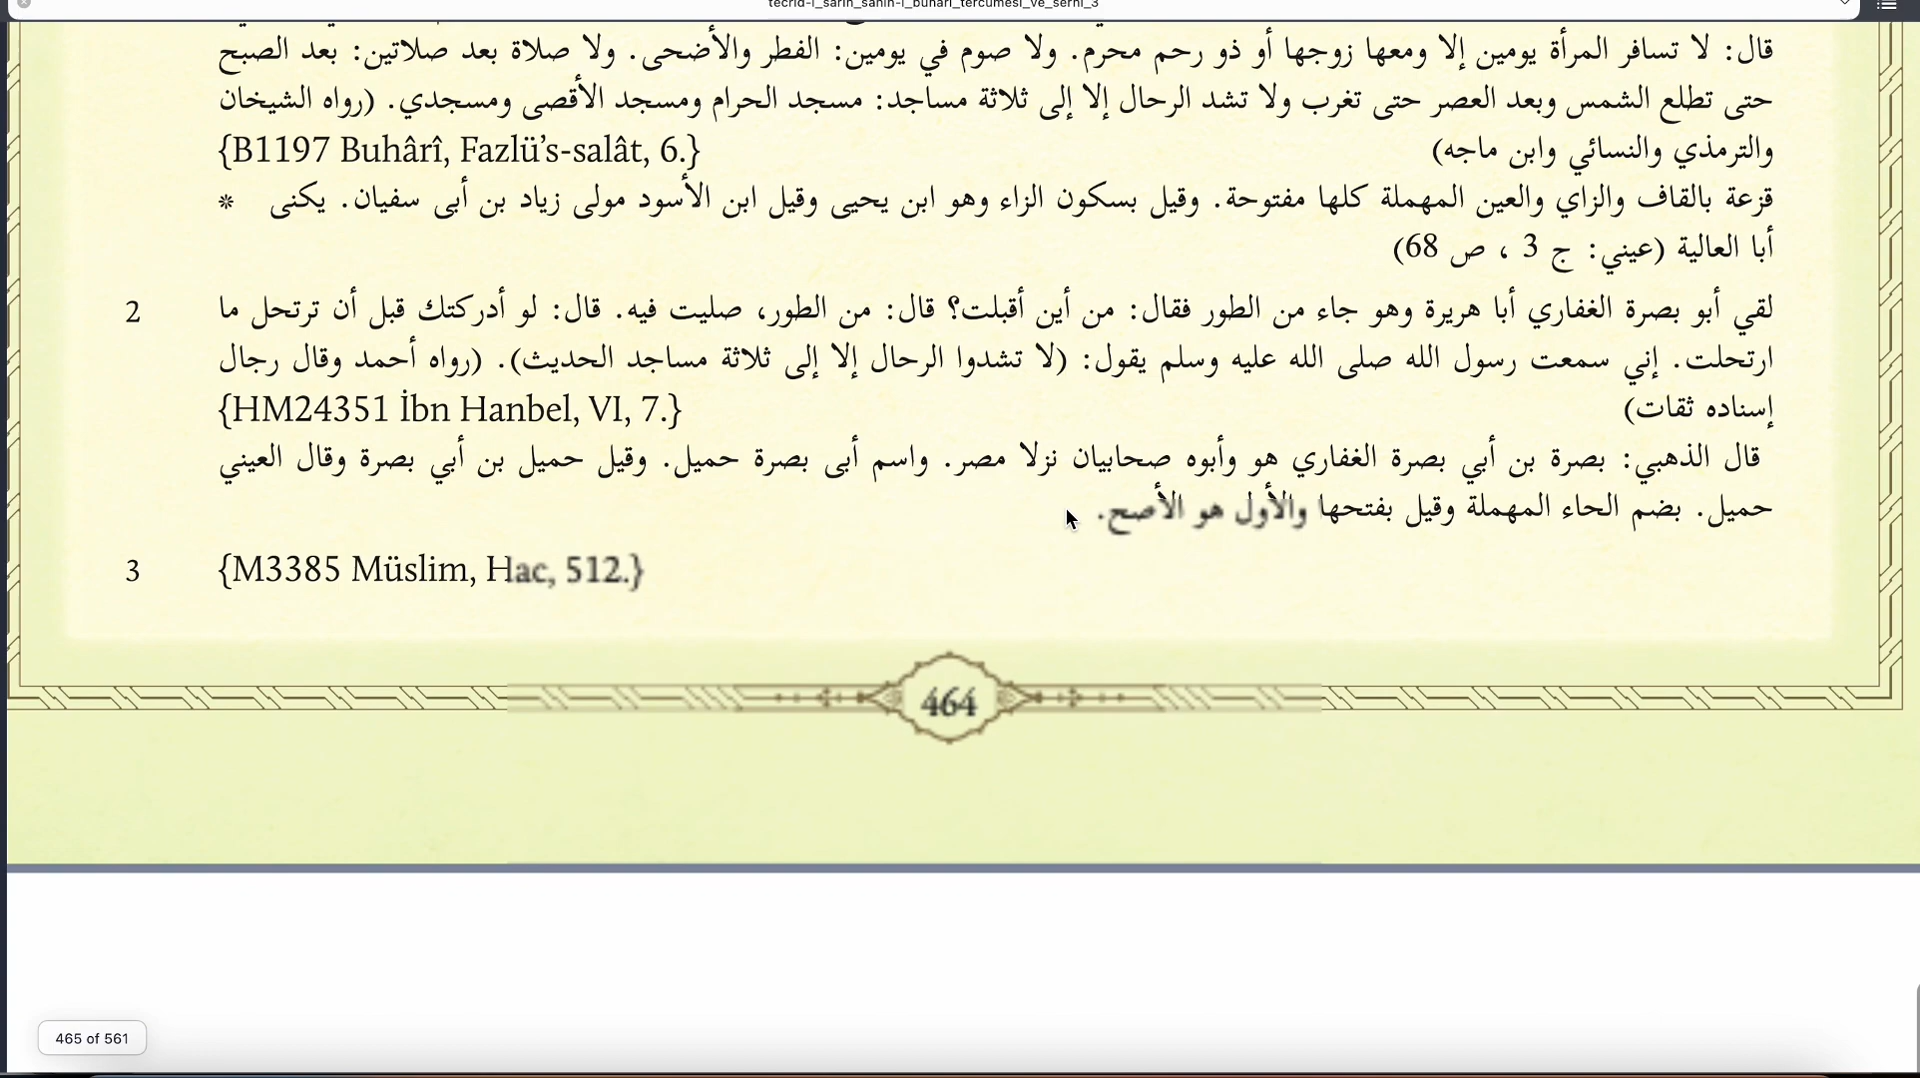 tecrid-i_sarih_sahih-i_buhari_tercumesi_ve_serhi_3
قال: لا تسافر المرأة يومين إلا ومعها زوجها أو ذو رحم محرم. ولا صوم في يومين: الفطر والأضحى. ولا صلاة بعد صلاتين: بعد الصبح
حتى تطلع الشمس وبعد العصر حتى تغرب ولا تشد الرحال إلا إلى ثلاثة مساجد: مسجد الحرام ومسجد الأقصى ومسجدي. (رواه الشيخان
والترمذي والنسائي وابن ماجه) {B1197 Buhârî, Fazlü’s-salât, 6.}
قزعة بالقاف والزاي والعين المهملة كلها مفتوحة. وقيل بسكون الزاء وهو ابن يحيى وقيل ابن الأسود مولى زياد بن أبى سفيان. يكنى *
أبا العالية (عيني: ج 3 ، ص 68)
2 لقي أبو بصرة الغفاري أبا هريرة وهو جاء من الطور فقال: من أين أقبلت؟ قال: من الطور، صليت فيه. قال: لو أدركتك قبل أن ترتحل ما
ارتحلت. إني سمعت رسول الله صلى الله عليه وسلم يقول: (لا تشدوا الرحال إلا إلى ثلاثة مساجد الحديث). (رواه أحمد وقال رجال
إسناده ثقات) {HM24351 İbn Hanbel, VI, 7.}
قال الذهبي: بصرة بن أبي بصرة الغفاري هو وأبوه صحابيان نزلا مصر. واسم أبى بصرة حميل. وقيل حميل بن أبي بصرة وقال العيني
حميل. بضم الحاء المهملة وقيل بفتحها والأول هو الأصح.
3 {M3385 Müslim, Hac, 512.}
464
465 of 561